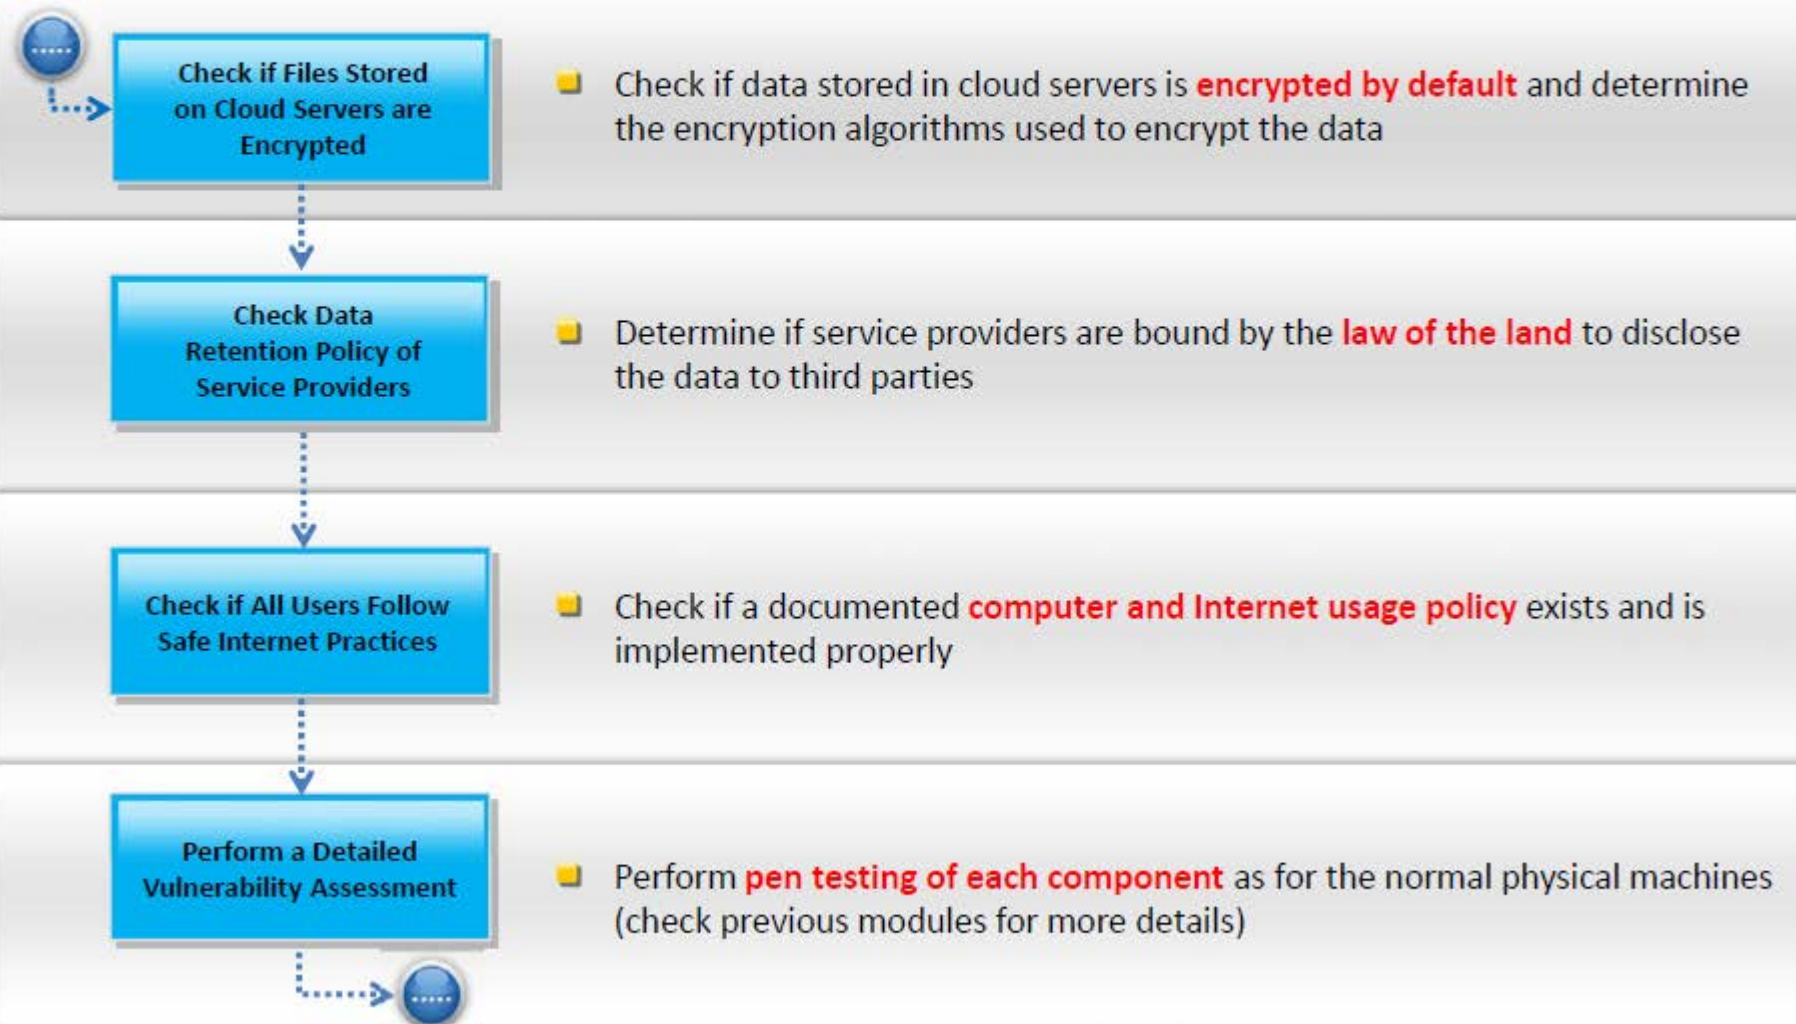 Check if Files Stored
on Cloud Servers are
Encrypted
Check if data stored in cloud servers is encrypted by default and determine
the encryption algorithms used to encrypt the data
Check Data
Retention Policy of
Service Providers
Determine if service providers are bound by the law of the land to disclose
the data to third parties
Check if All Users Follow
Safe Internet Practices
Check if a documented computer and Internet usage policy exists and is
implemented properly
Perform a Detailed
Vulnerability Assessment
Perform pen testing of each component as for the normal physical machines
(check previous modules for more details)